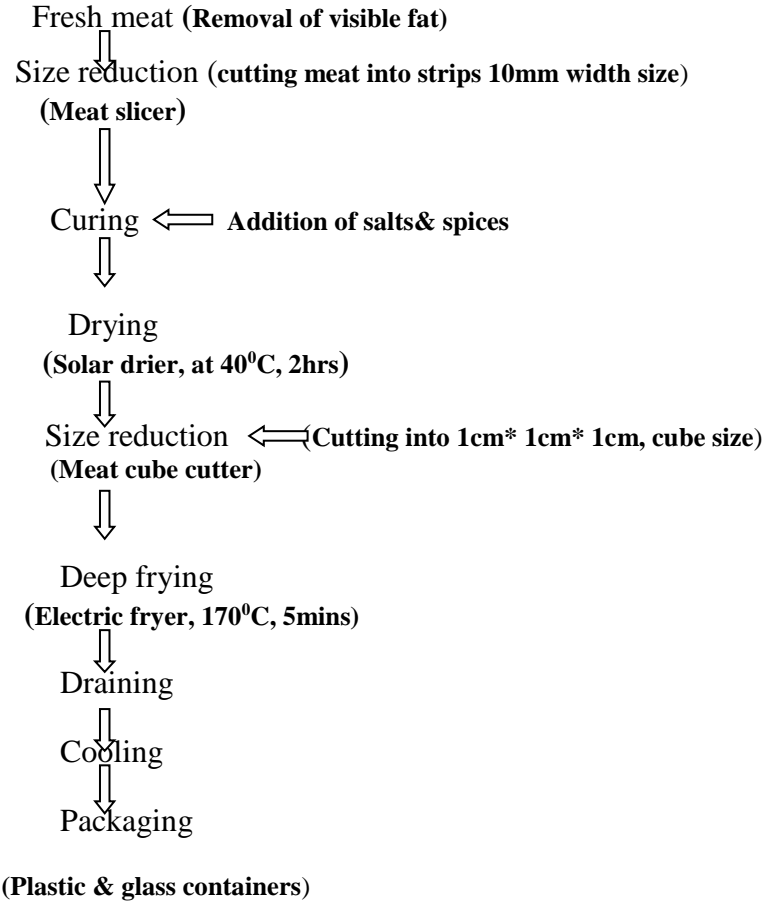 Fresh meat (Removal of visible fat)
Size reduction (cutting meat into strips 10mm width size)
(Meat slicer)
Curing Addition of salts& spices
Drying
(Solar drier, at 40⁰C, 2hrs)
Size reduction (Cutting into 1cm* 1cm* 1cm, cube size)
(Meat cube cutter)
Deep frying
(Electric fryer, 170⁰C, 5mins)
Draining
Cooling
Packaging
(Plastic & glass containers)